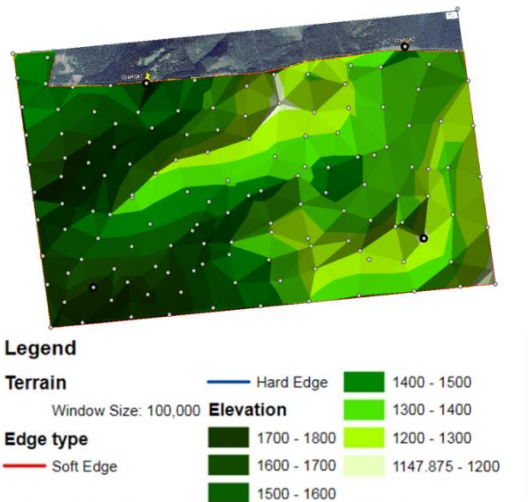 Legend
Terrain
Window Size: 100,000
Edge type
Soft Edge
Hard Edge
Elevation
1700 - 1800
1600 - 1700
1500 - 1600
1400 - 1500
1300 - 1400
1200 - 1300
1147.875 - 1200